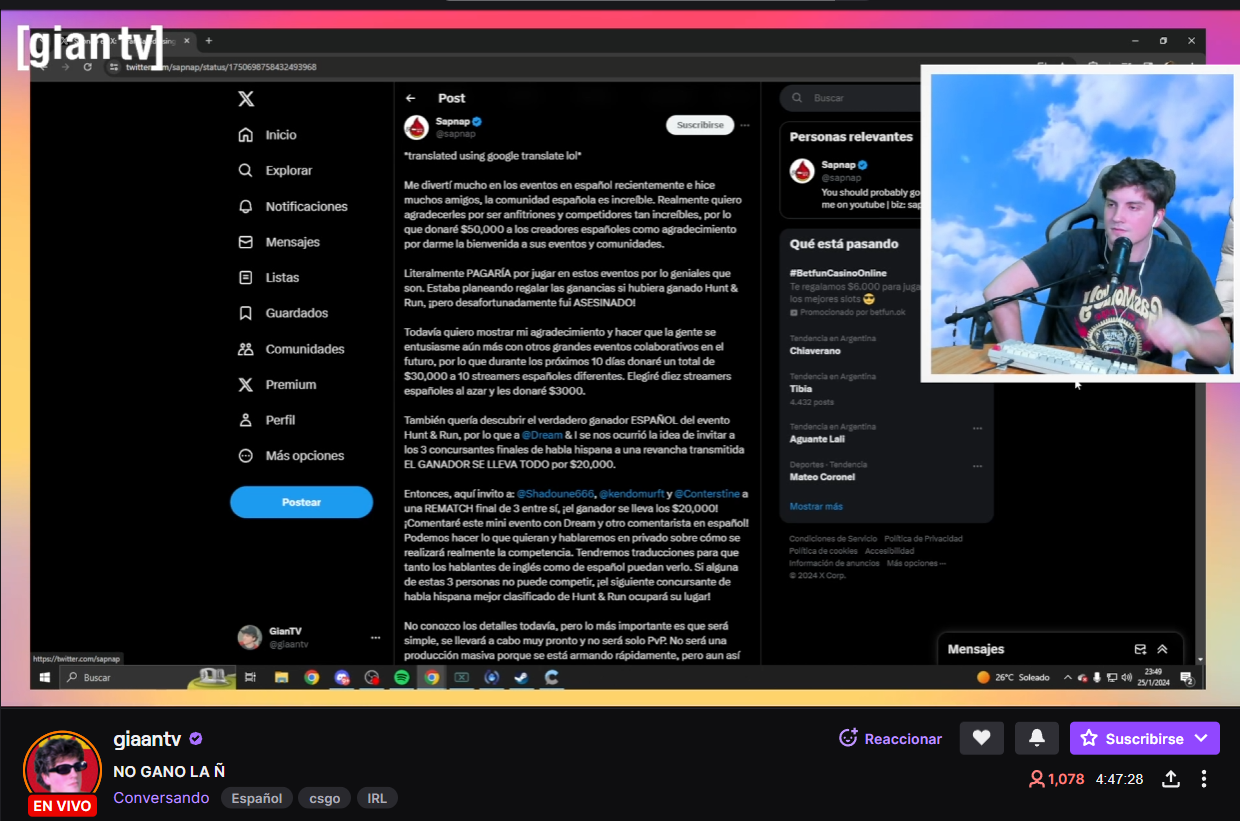 [gian tv]
twitter.com/sapnap/status/1750698758432493968
Inicio
Explorar
Notificaciones
Mensajes
Listas
Guardados
Comunidades
Premium
Perfil
Más opciones
Postear
GianTV
@giaantv
https://twitter.com/sapnap
Post
Sapnap
@sapnap
Suscribirse
*translated using google translate lol*
Me divertí mucho en los eventos en español recientemente e hice
muchos amigos, la comunidad española es increíble. Realmente quiero
agradecerles por ser anfitriones y competidores tan increíbles, por lo
que donaré $50,000 a los creadores españoles como agradecimiento
por darme la bienvenida a sus eventos y comunidades.
Literalmente PAGARÍA por jugar en estos eventos por lo geniales que
son. Estaba planeando regalar las ganancias si hubiera ganado Hunt &
Run, ¡pero desafortunadamente fui ASESINADO!
Todavía quiero mostrar mi agradecimiento y hacer que la gente se
entusiasme aún más con otros grandes eventos colaborativos en el
futuro, por lo que durante los próximos 10 días donaré un total de
$30,000 a 10 streamers españoles diferentes. Elegiré diez streamers
españoles al azar y les donaré $3000.
También quería descubrir el verdadero ganador ESPAÑOL del evento
Hunt & Run, por lo que a @Dream & I se nos ocurrió la idea de invitar a
los 3 concursantes finales de habla hispana a una revancha transmitida
EL GANADOR SE LLEVA TODO por $20,000.
Entonces, aquí invito a: @Shadoune666, @kendomurft y @Conterstine a
una REMATCH final de 3 entre sí, ¡el ganador se lleva los $20,000!
¡Comentaré este mini evento con Dream y otro comentarista en español!
Podemos hacer lo que quieran y hablaremos en privado sobre cómo se
realizará realmente la competencia. Tendremos traducciones para que
tanto los hablantes de inglés como de español puedan verlo. Si alguna
de estas 3 personas no puede competir, ¡el siguiente concursante de
habla hispana mejor clasificado de Hunt & Run ocupará su lugar!
No conozco los detalles todavía, pero lo más importante es que será
simple, se llevará a cabo muy pronto y no será solo PvP. No será una
producción masiva porque se está armando rápidamente, pero aun así
Buscar
Personas relevantes
Sapnap
@sapnap
You should probably go
me on youtube | biz: sap
Qué está pasando
#BetfunCasinoOnline
Te regalamos $6.000 para juga
los mejores slots
Promocionado por betfun.ok
Tendencia en Argentina
Chiaverano
Tendencia en Argentina
Tibia
4.432 posts
Tendencia en Argentina
Aguante Lali
Deportes · Tendencia
Mateo Coronel
Mostrar más
Condiciones de Servicio Política de Privacidad
Política de cookies Accesibilidad
Información de anuncios Más opciones
© 2024 X Corp.
Mensajes
Buscar
26°C Soleado
23:49
25/1/2024
2
giaantv
NO GANO LA Ñ
Conversando Español csgo IRL
EN VIVO
Reaccionar
Suscribirse
1,078 4:47:28